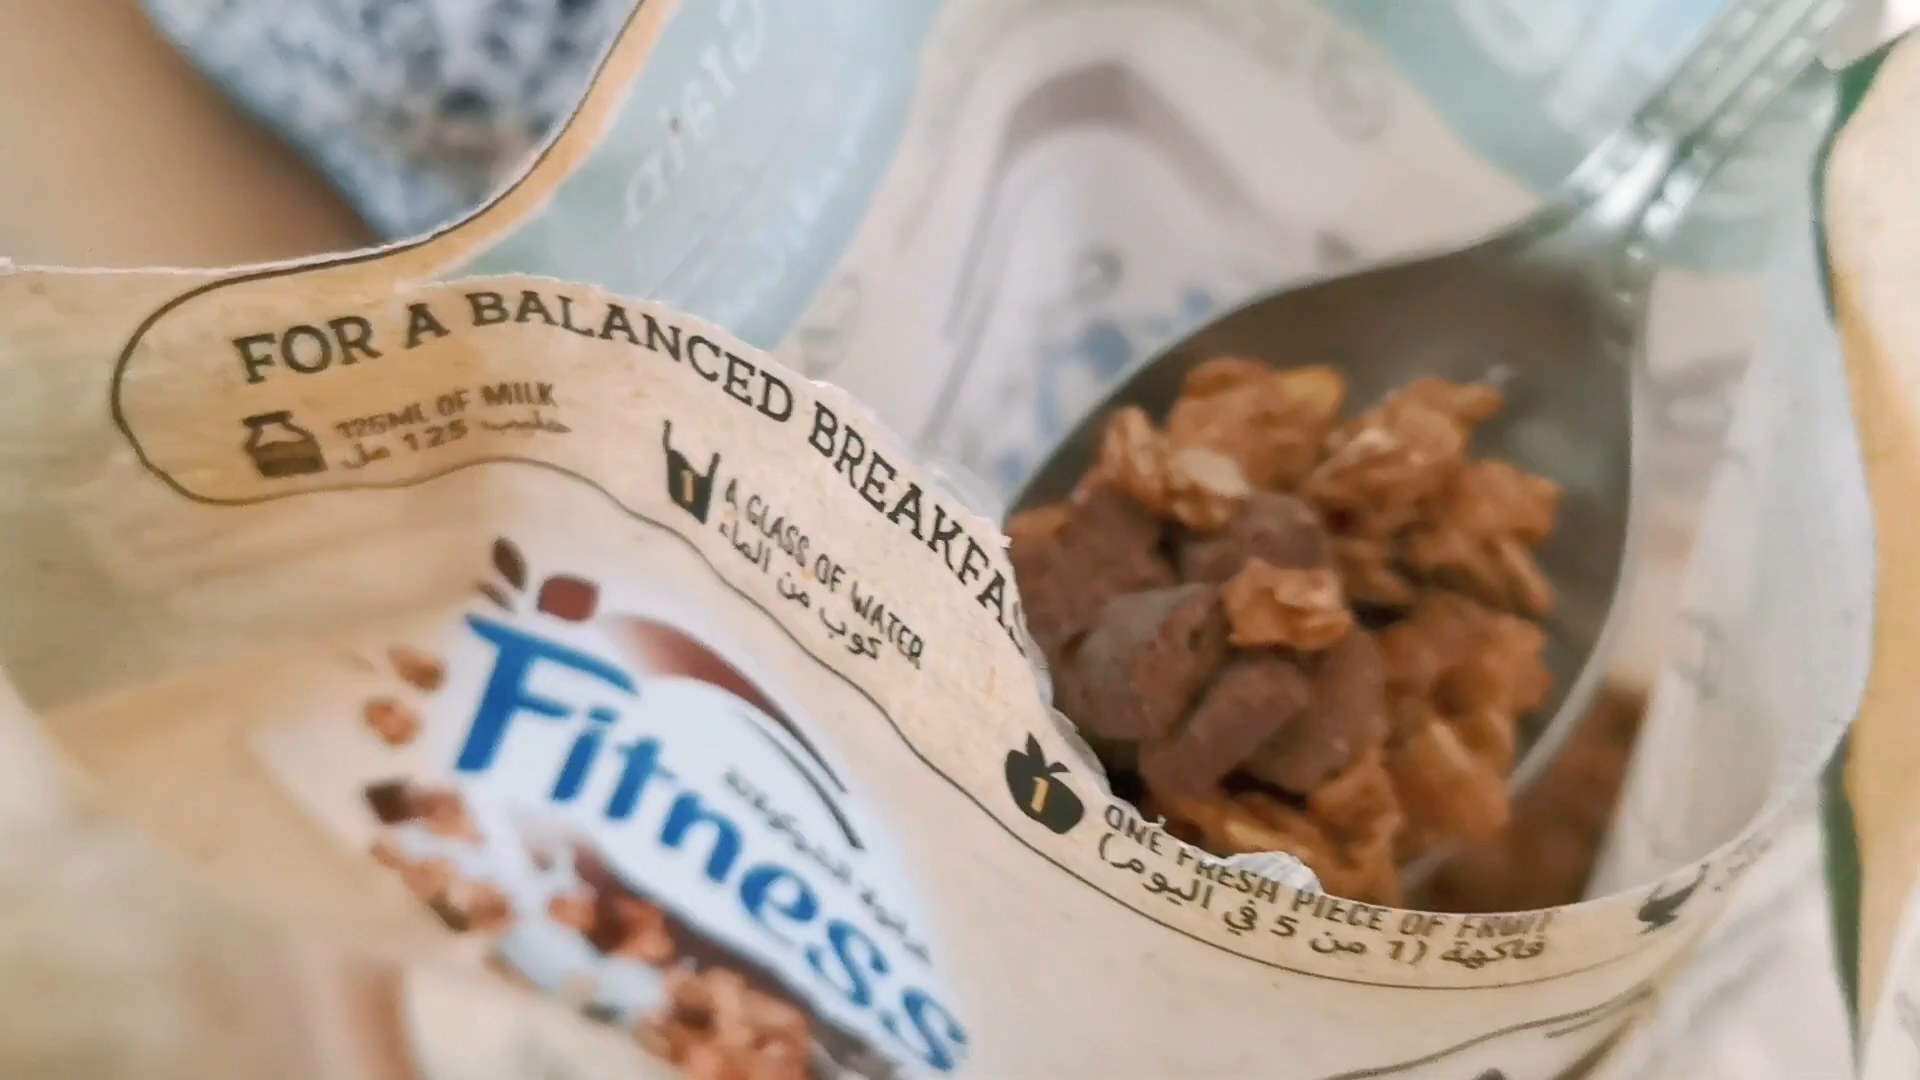 FOR A BALANCED BREAKFAS
125ML OF MILK
حليب 125 مل
1
A GLASS OF WATER
كوب من الماء
1
ONE FRESH PIECE OF FRUIT
فاكهة (1 من 5 في اليوم)
Fitness